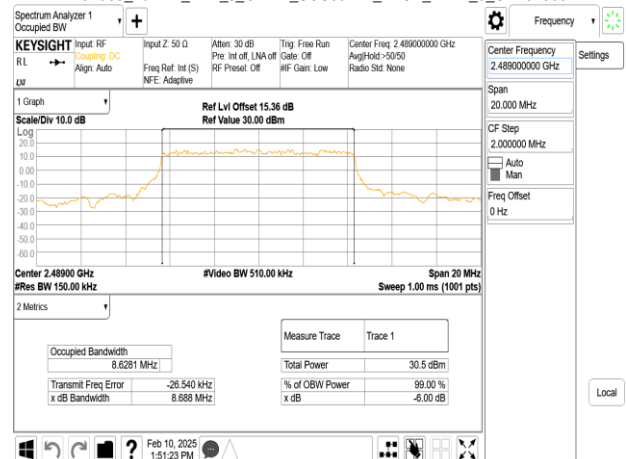 Spectrum Analyzer 1
Occupied BW
Frequency
KEYSIGHT
RL
LXI
Input: RF
Coupling: DC
Align: Auto
Input Z: 50 Ω
Freq Ref: Int (S)
NFE: Adaptive
Atten: 30 dB
Pre: Int off, LNA off
RF Presel: Off
Trig: Free Run
Gate: Off
#IF Gain: Low
Center Freq: 2.489000000 GHz
Avg|Hold:>50/50
Radio Std: None
Center Frequency
2.489000000 GHz
Settings
Span
20.000 MHz
CF Step
2.000000 MHz
Auto
Man
Freq Offset
0 Hz
1 Graph
Scale/Div 10.0 dB
Ref Lvl Offset 15.36 dB
Ref Value 30.00 dBm
Log
20.0
10.0
0.00
-10.0
-20.0
-30.0
-40.0
-50.0
-60.0
Center 2.48900 GHz
#Res BW 150.00 kHz
#Video BW 510.00 kHz
Span 20 MHz
Sweep 1.00 ms (1001 pts)
2 Metrics
Measure Trace Trace 1
Occupied Bandwidth
8.6281 MHz
Total Power 30.5 dBm
Transmit Freq Error -26.540 kHz
% of OBW Power 99.00 %
x dB Bandwidth 8.688 MHz
x dB -6.00 dB
Local
?
Feb 10, 2025
1:51:23 PM